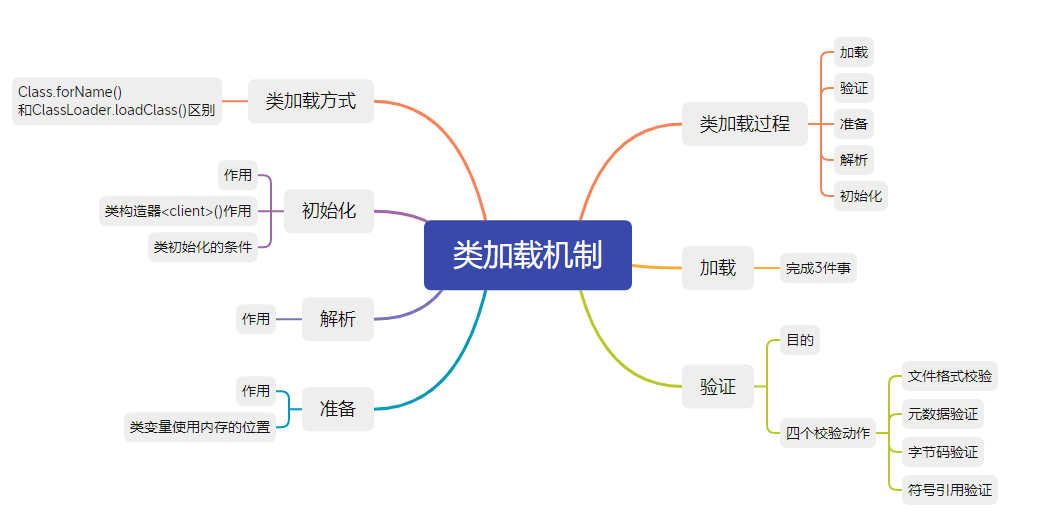 类加载机制
类加载过程
加载
验证
准备
解析
初始化
加载
完成3件事
验证
目的
四个校验动作
文件格式校验
元数据验证
字节码验证
符号引用验证
准备
作用
类变量使用内存的位置
解析
作用
初始化
作用
类构造器<client>()作用
类初始化的条件
类加载方式
Class.forName()
和ClassLoader.loadClass()区别